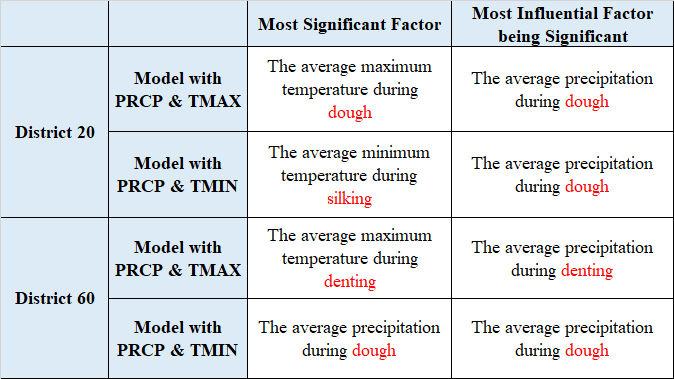 Most Significant Factor
Most Influential Factor
being Significant
District 20
Model with
PRCP & TMAX
The average maximum
temperature during
dough
The average precipitation
during dough
Model with
PRCP & TMIN
The average minimum
temperature during
silking
The average precipitation
during dough
District 60
Model with
PRCP & TMAX
The average maximum
temperature during
denting
The average precipitation
during denting
Model with
PRCP & TMIN
The average precipitation
during dough
The average precipitation
during dough